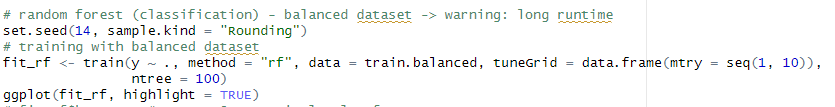 # random forest (classification) - balanced dataset -> warning: long runtime
set.seed(14, sample.kind = "Rounding")
# training with balanced dataset
fit_rf <- train(y ~ ., method = "rf", data = train.balanced, tuneGrid = data.frame(mtry = seq(1, 10)),
ntree = 100)
ggplot(fit_rf, highlight = TRUE)